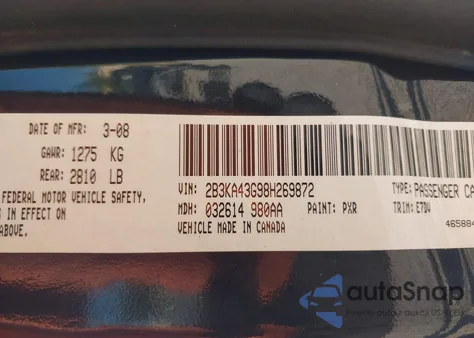 DATE OF MFR: 3-08
GAWR: 1275 KG
REAR: 2810 LB
FEDERAL MOTOR VEHICLE SAFETY,
IN EFFECT ON
ABOVE.
VIN: 2B3KA43G98H269872
TYPE: PASSENGER CA
MDH: 032614 980AA
PAINT: PXR
TRIM: E7DV
VEHICLE MADE IN CANADA
46588
autoSnap